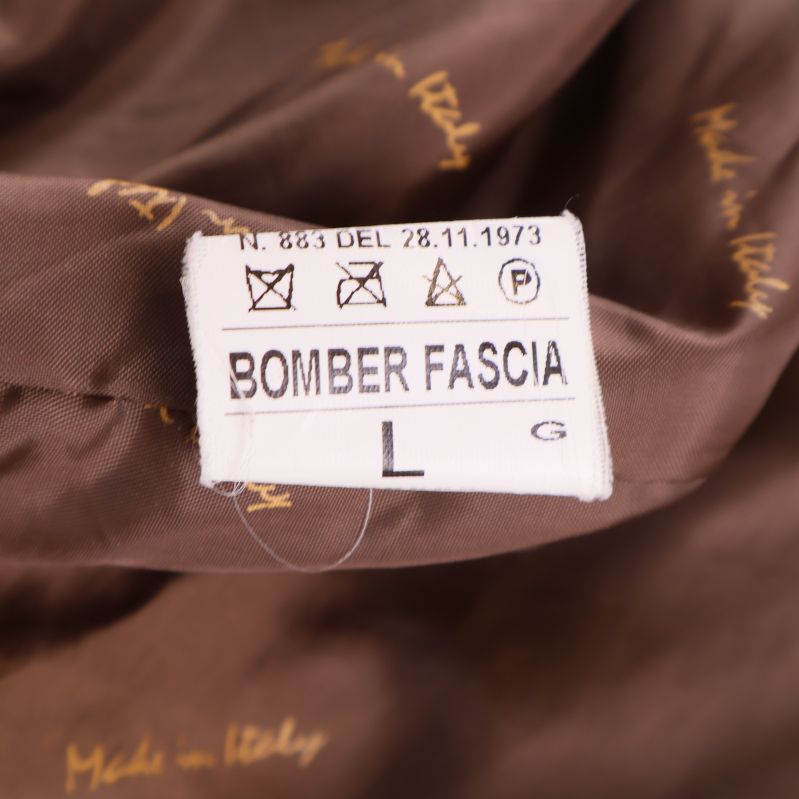 Made in Italy
Made in Italy
N. 883 DEL 28.11.1973
P
BOMBER FASCIA
L G
Made in Italy